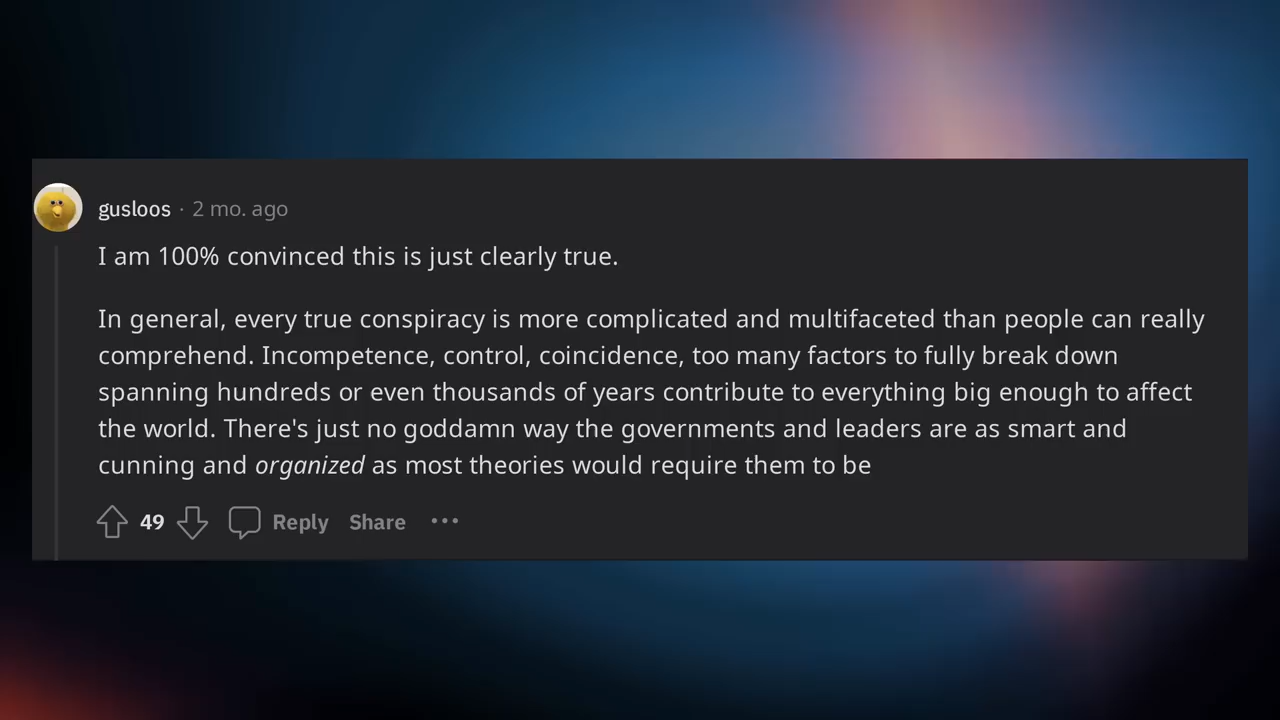 gusloos · 2 mo. ago
I am 100% convinced this is just clearly true.
In general, every true conspiracy is more complicated and multifaceted than people can really
comprehend. Incompetence, control, coincidence, too many factors to fully break down
spanning hundreds or even thousands of years contribute to everything big enough to affect
the world. There's just no goddamn way the governments and leaders are as smart and
cunning and organized as most theories would require them to be
49 Reply Share ···